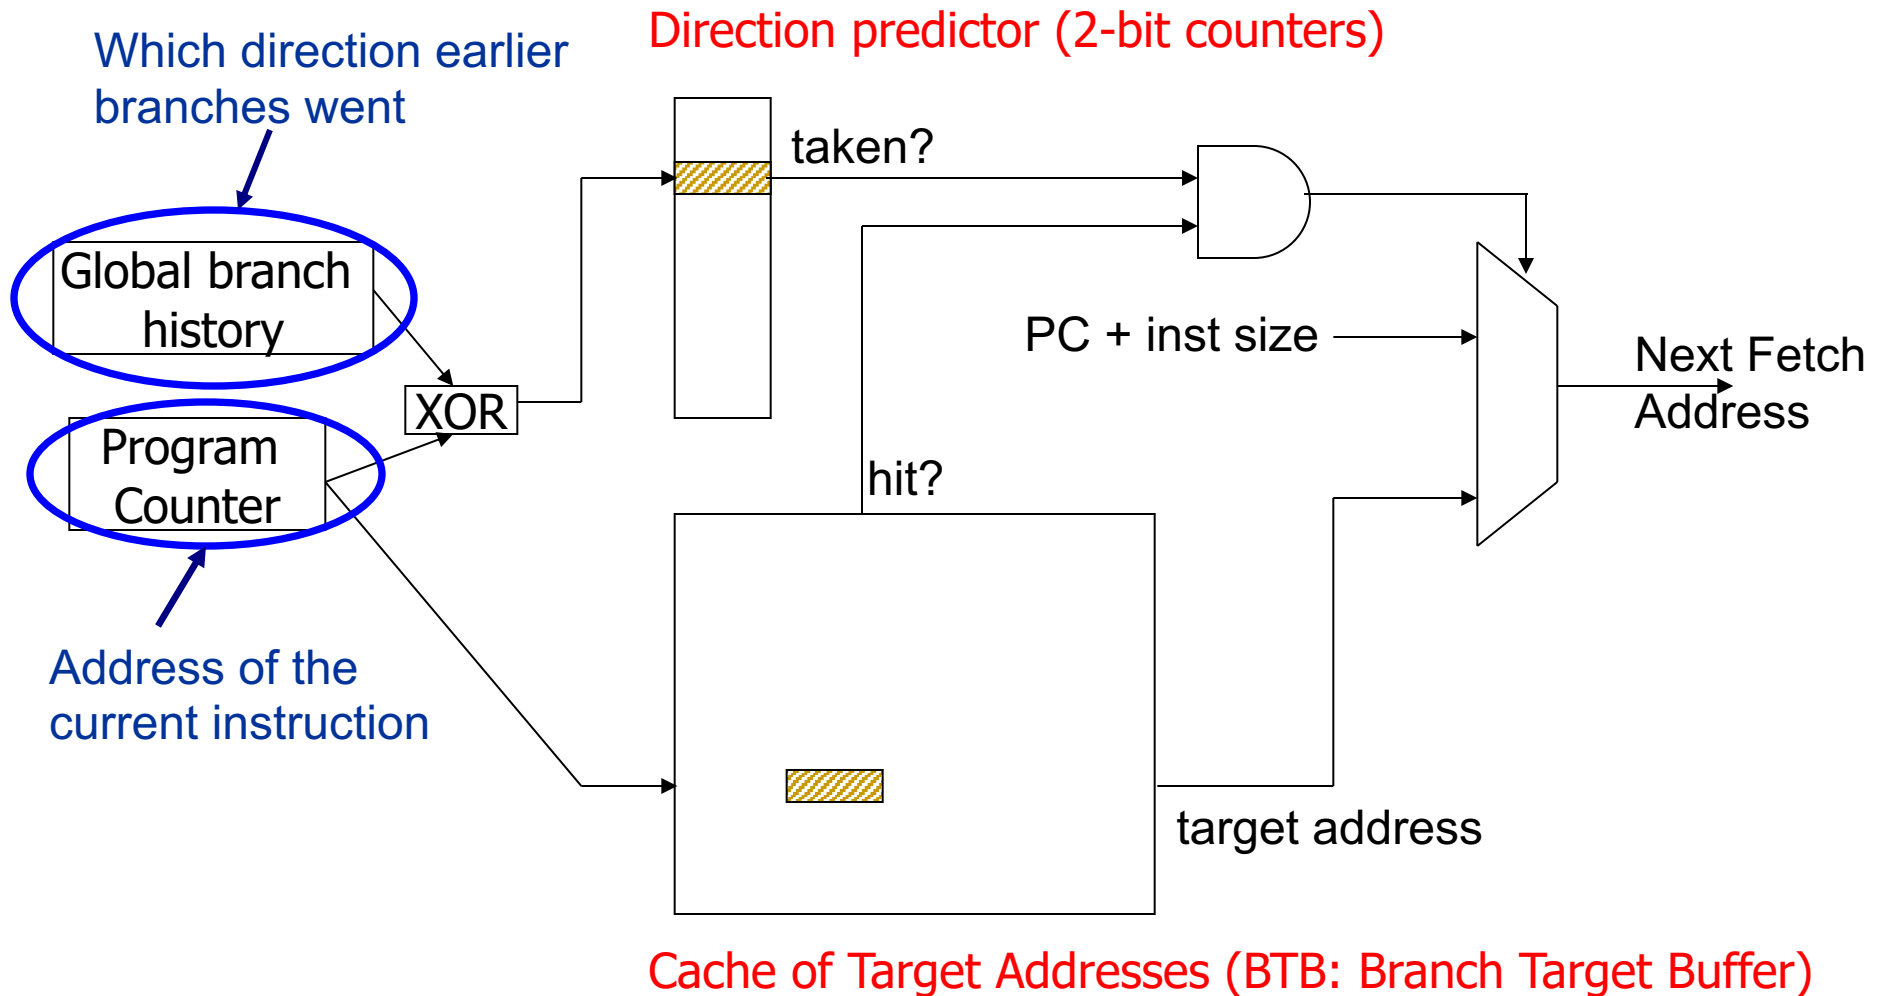 Direction predictor (2-bit counters)
Which direction earlier
branches went
taken?
Global branch
history
PC + inst size
Next Fetch
Address
XOR
Program
Counter
hit?
Address of the
current instruction
target address
Cache of Target Addresses (BTB: Branch Target Buffer)